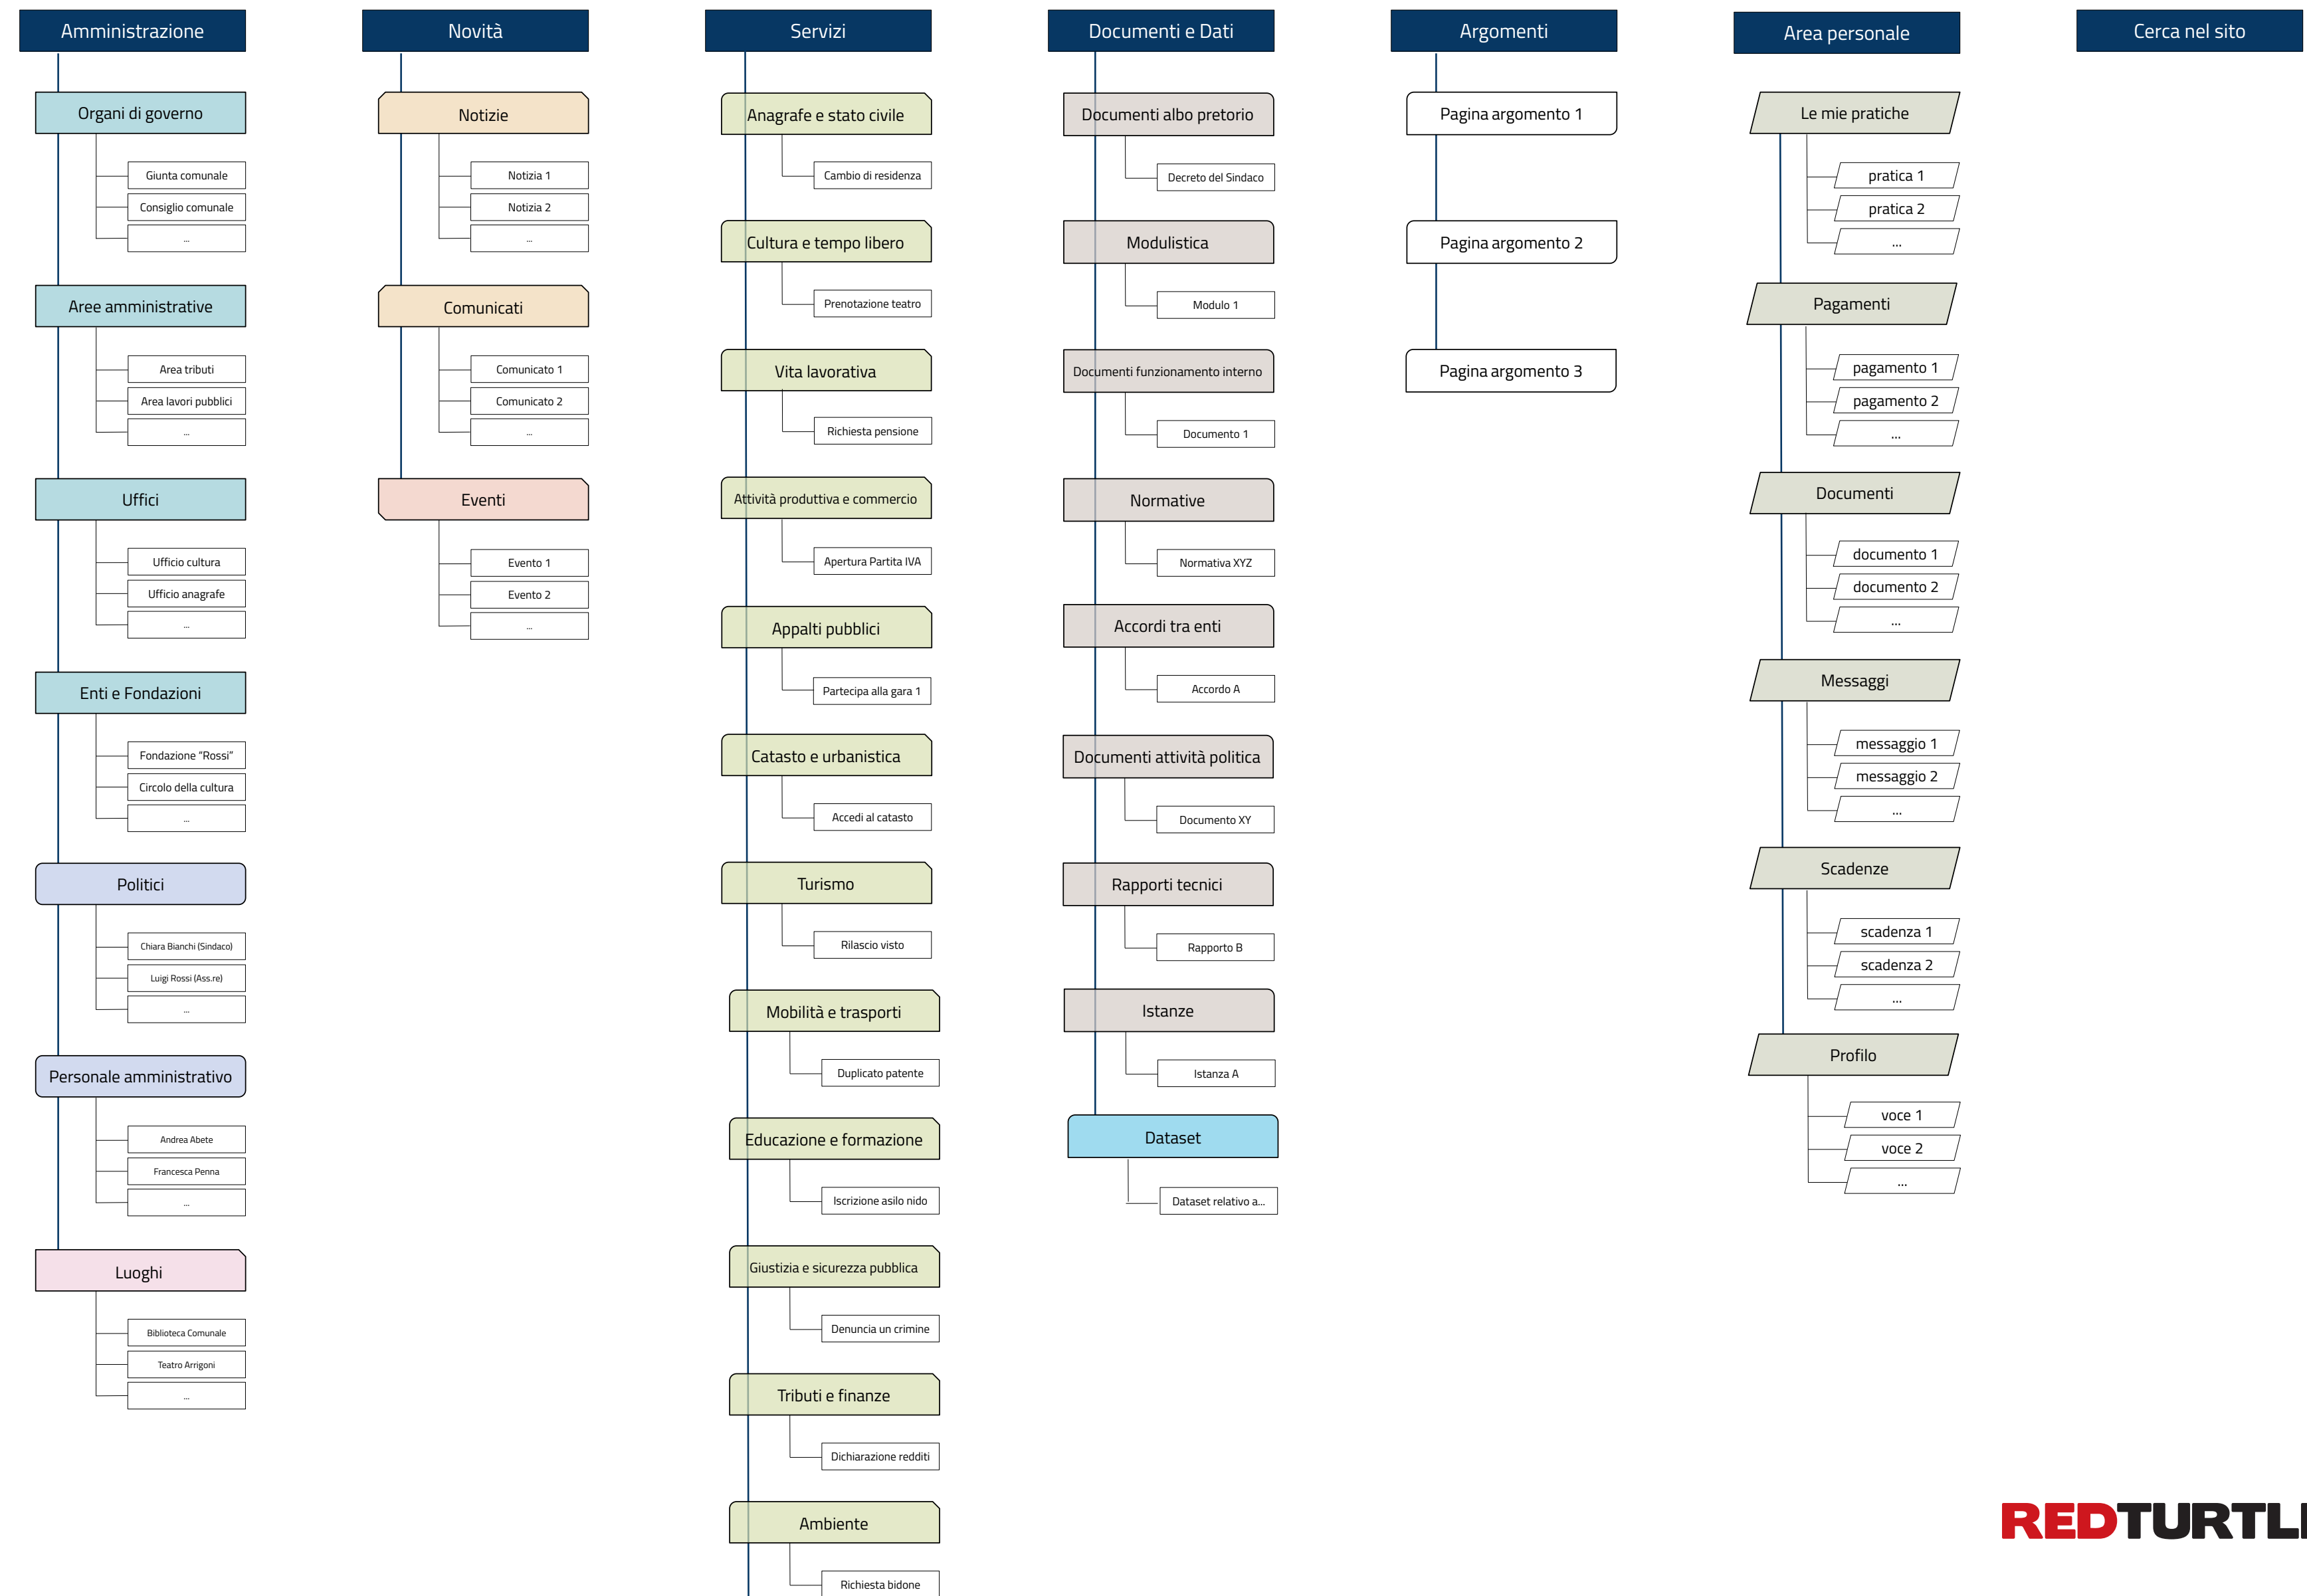 Amministrazione
Organi di governo
Giunta comunale
Consiglio comunale
...
Aree amministrative
Area tributi
Area lavori pubblici
...
Uffici
Ufficio cultura
Ufficio anagrafe
...
Enti e Fondazioni
Fondazione “Rossi”
Circolo della cultura
...
Politici
Chiara Bianchi (Sindaco)
Luigi Rossi (Ass.re)
...
Personale amministrativo
Andrea Abete
Francesca Penna
...
Luoghi
Biblioteca Comunale
Teatro Arrigoni
...
Novità
Notizie
Notizia 1
Notizia 2
...
Comunicati
Comunicato 1
Comunicato 2
...
Eventi
Evento 1
Evento 2
...
Servizi
Anagrafe e stato civile
Cambio di residenza
Cultura e tempo libero
Prenotazione teatro
Vita lavorativa
Richiesta pensione
Attività produttiva e commercio
Apertura Partita IVA
Appalti pubblici
Partecipa alla gara 1
Catasto e urbanistica
Accedi al catasto
Turismo
Rilascio visto
Mobilità e trasporti
Duplicato patente
Educazione e formazione
Iscrizione asilo nido
Giustizia e sicurezza pubblica
Denuncia un crimine
Tributi e finanze
Dichiarazione redditi
Ambiente
Richiesta bidone
Documenti e Dati
Documenti albo pretorio
Decreto del Sindaco
Modulistica
Modulo 1
Documenti funzionamento interno
Documento 1
Normative
Normativa XYZ
Accordi tra enti
Accordo A
Documenti attività politica
Documento XY
Rapporti tecnici
Rapporto B
Istanze
Istanza A
Dataset
Dataset relativo a...
Argomenti
Pagina argomento 1
Pagina argomento 2
Pagina argomento 3
Area personale
Le mie pratiche
pratica 1
pratica 2
...
Pagamenti
pagamento 1
pagamento 2
...
Documenti
documento 1
documento 2
...
Messaggi
messaggio 1
messaggio 2
...
Scadenze
scadenza 1
scadenza 2
...
Profilo
voce 1
voce 2
...
Cerca nel sito
REDTURTL